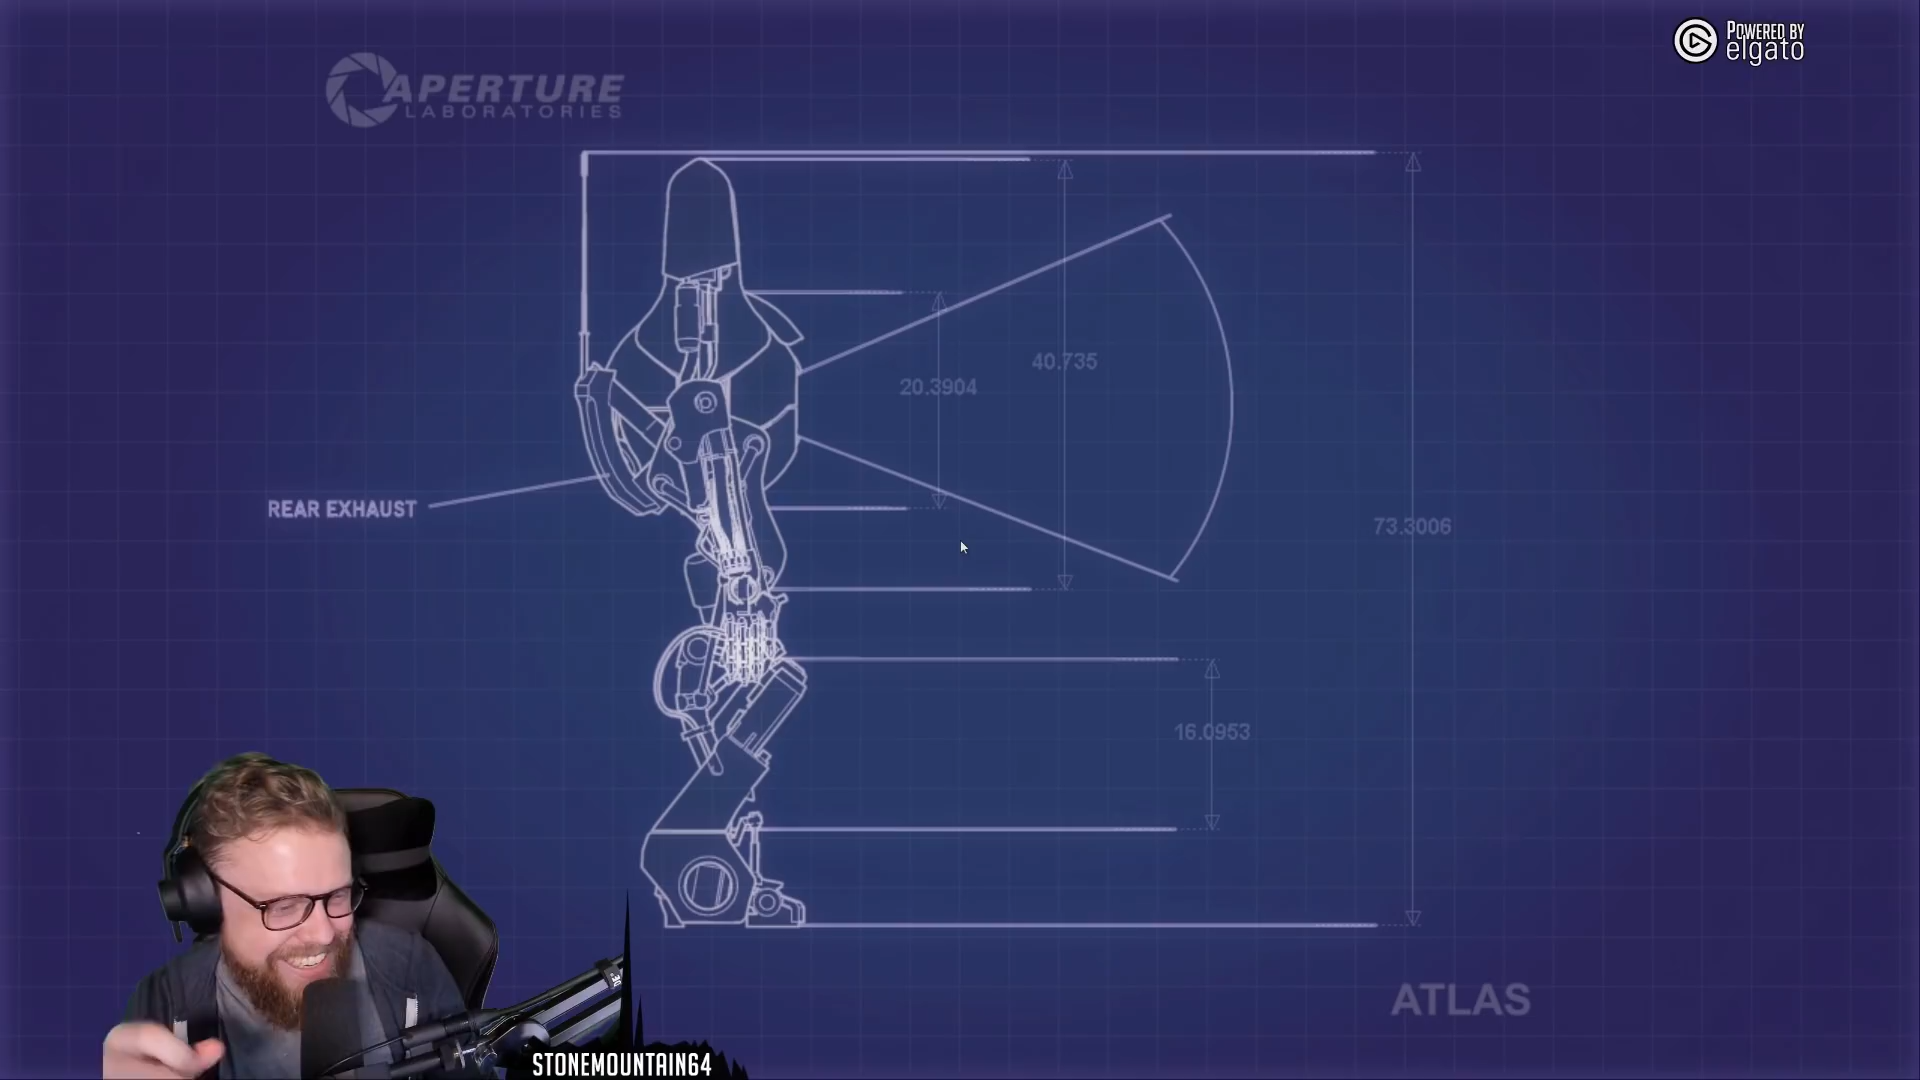 POWERED BY
elgato
APERTURE
LABORATORIES
40.735
20.3904
REAR EXHAUST
73.3006
16.0953
ATLAS
STONEMOUNTAIN64